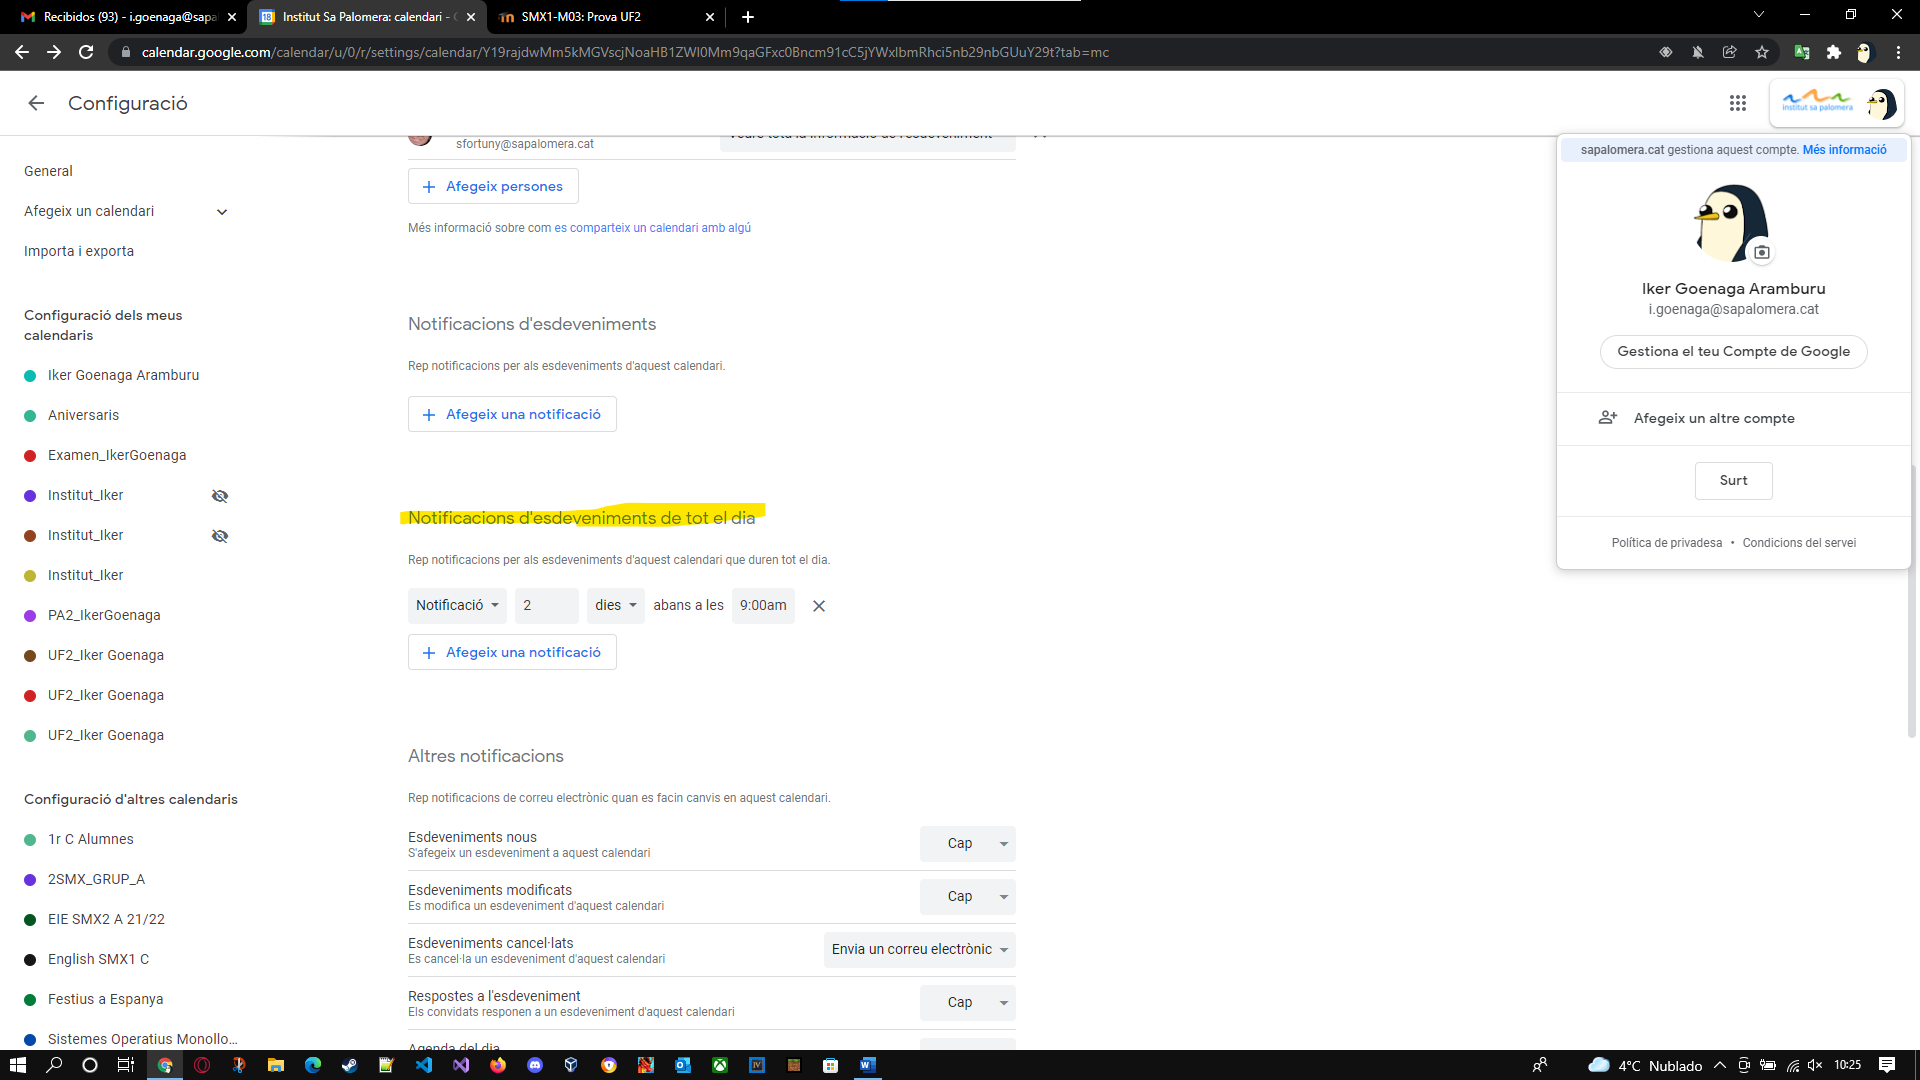 Recibidos (93) - i.goenaga@sapa
Institut Sa Palomera: calendari -
SMX1-M03: Prova UF2
calendar.google.com/calendar/u/0/r/settings/calendar/Y19rajdwMm5kMGVscjNoaHB1ZWl0Mm9qaGFxc0Bncm91cC5jYWxlbmRhci5nb29nbGUuY29t?tab=mc
Configuració
institut sa palomera
General
Afegeix un calendari
Importa i exporta
Configuració dels meus
calendaris
Iker Goenaga Aramburu
Aniversaris
Examen_IkerGoenaga
Institut_Iker
Institut_Iker
Institut_Iker
PA2_IkerGoenaga
UF2_Iker Goenaga
UF2_Iker Goenaga
UF2_Iker Goenaga
Configuració d'altres calendaris
1r C Alumnes
2SMX_GRUP_A
EIE SMX2 A 21/22
English SMX1 C
Festius a Espanya
Sistemes Operatius Monollo...
Veure tota la informació de l'esdeveniment
sfortuny@sapalomera.cat
Afegeix persones
Més informació sobre com es comparteix un calendari amb algú
Notificacions d'esdeveniments
Rep notificacions per als esdeveniments d'aquest calendari.
Afegeix una notificació
Notificacions d'esdeveniments de tot el dia
Rep notificacions per als esdeveniments d'aquest calendari que duren tot el dia.
Notificació 2 dies abans a les 9:00am
Afegeix una notificació
Altres notificacions
Rep notificacions de correu electrònic quan es facin canvis en aquest calendari.
Esdeveniments nous
S'afegeix un esdeveniment a aquest calendari
Cap
Esdeveniments modificats
Es modifica un esdeveniment d'aquest calendari
Cap
Esdeveniments cancel·lats
Es cancel·la un esdeveniment d'aquest calendari
Envia un correu electrònic
Respostes a l'esdeveniment
Els convidats responen a un esdeveniment d'aquest calendari
Cap
Agenda del dia
sapalomera.cat gestiona aquest compte. Més informació
Iker Goenaga Aramburu
i.goenaga@sapalomera.cat
Gestiona el teu Compte de Google
Afegeix un altre compte
Surt
Política de privadesa • Condicions del servei
4°C Nublado
10:25